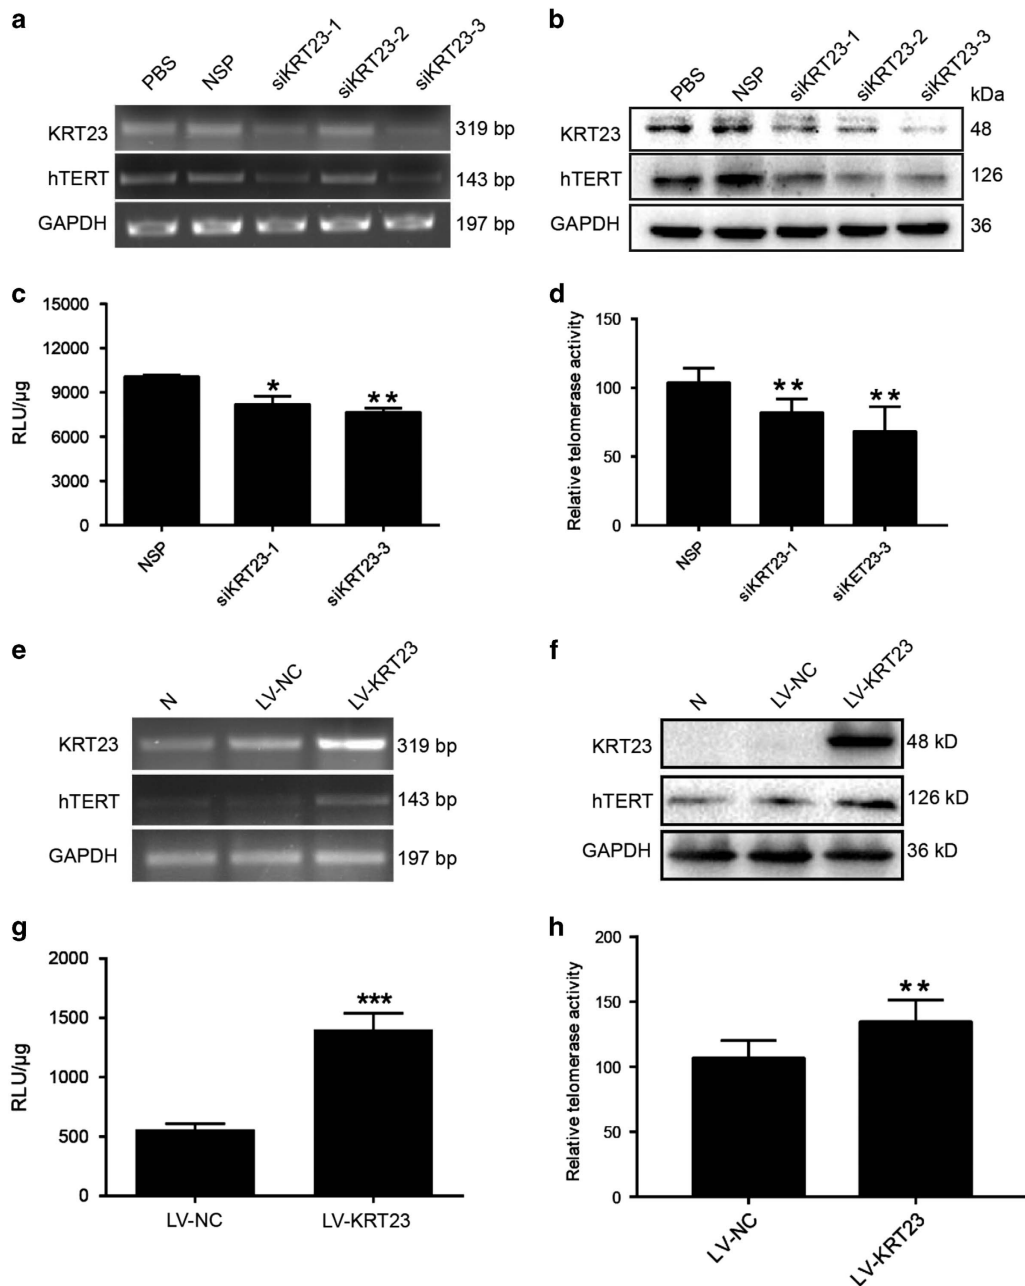 a
PBS NSP siKRT23-1 siKRT23-2 siKRT23-3
KRT23 319 bp
hTERT 143 bp
GAPDH 197 bp
b
PBS NSP siKRT23-1 siKRT23-2 siKRT23-3 kDa
KRT23 48
hTERT 126
GAPDH 36
c
RLU/µg
15000
12000
9000
6000
3000
0
*
**
NSP siKRT23-1 siKRT23-3
d
Relative telomerase activity
150
100
50
0
**
**
NSP siKRT23-1 siKET23-3
e
N LV-NC LV-KRT23
KRT23 319 bp
hTERT 143 bp
GAPDH 197 bp
f
N LV-NC LV-KRT23
KRT23 48 kD
hTERT 126 kD
GAPDH 36 kD
g
RLU/µg
2000
1500
1000
500
0
***
LV-NC LV-KRT23
h
Relative telomerase activity
200
150
100
50
0
**
LV-NC LV-KRT23